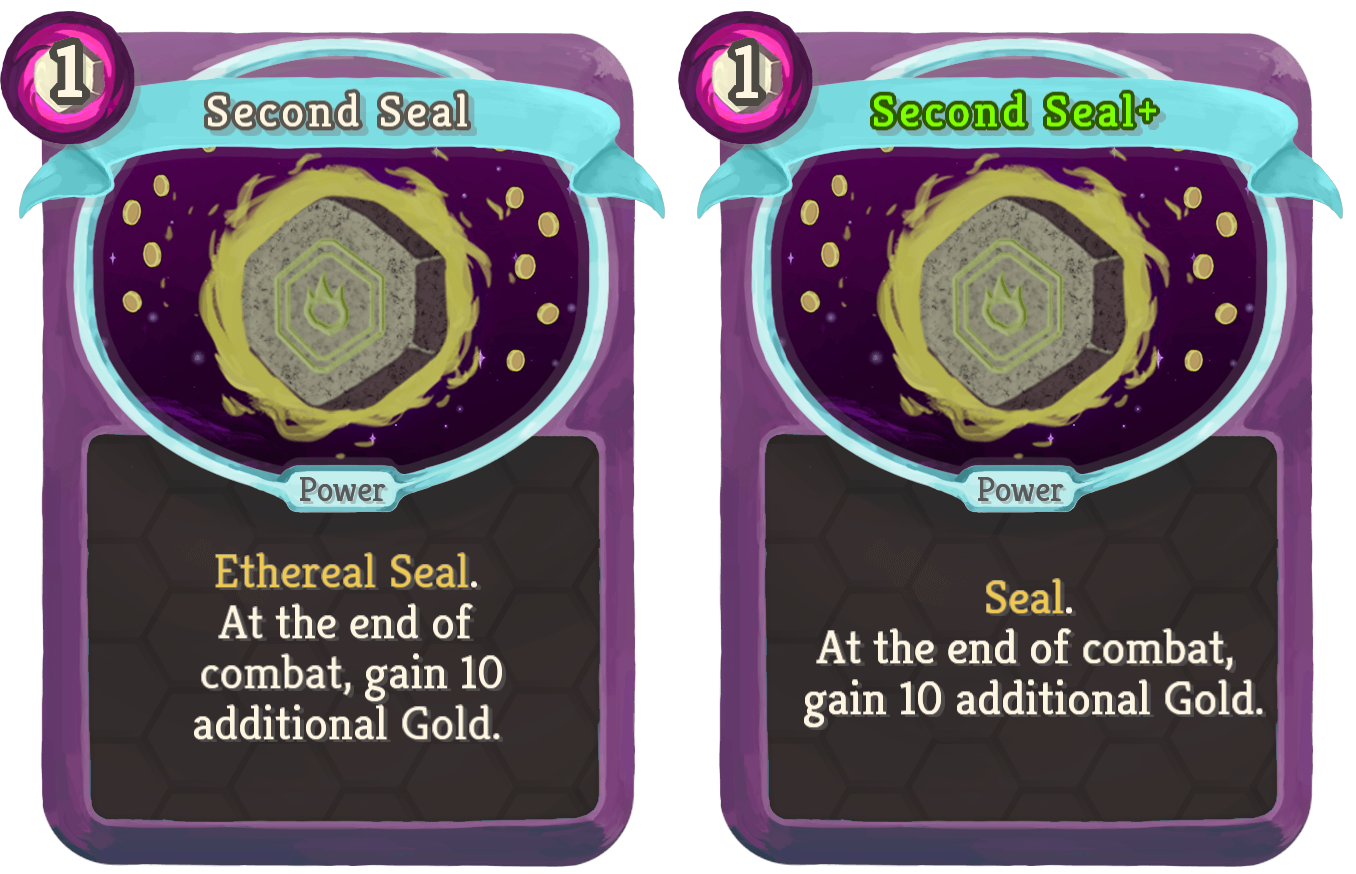 1
Second Seal
Power
Ethereal Seal.
At the end of
combat, gain 10
additional Gold.
1
Second Seal+
Power
Seal.
At the end of combat,
gain 10 additional Gold.